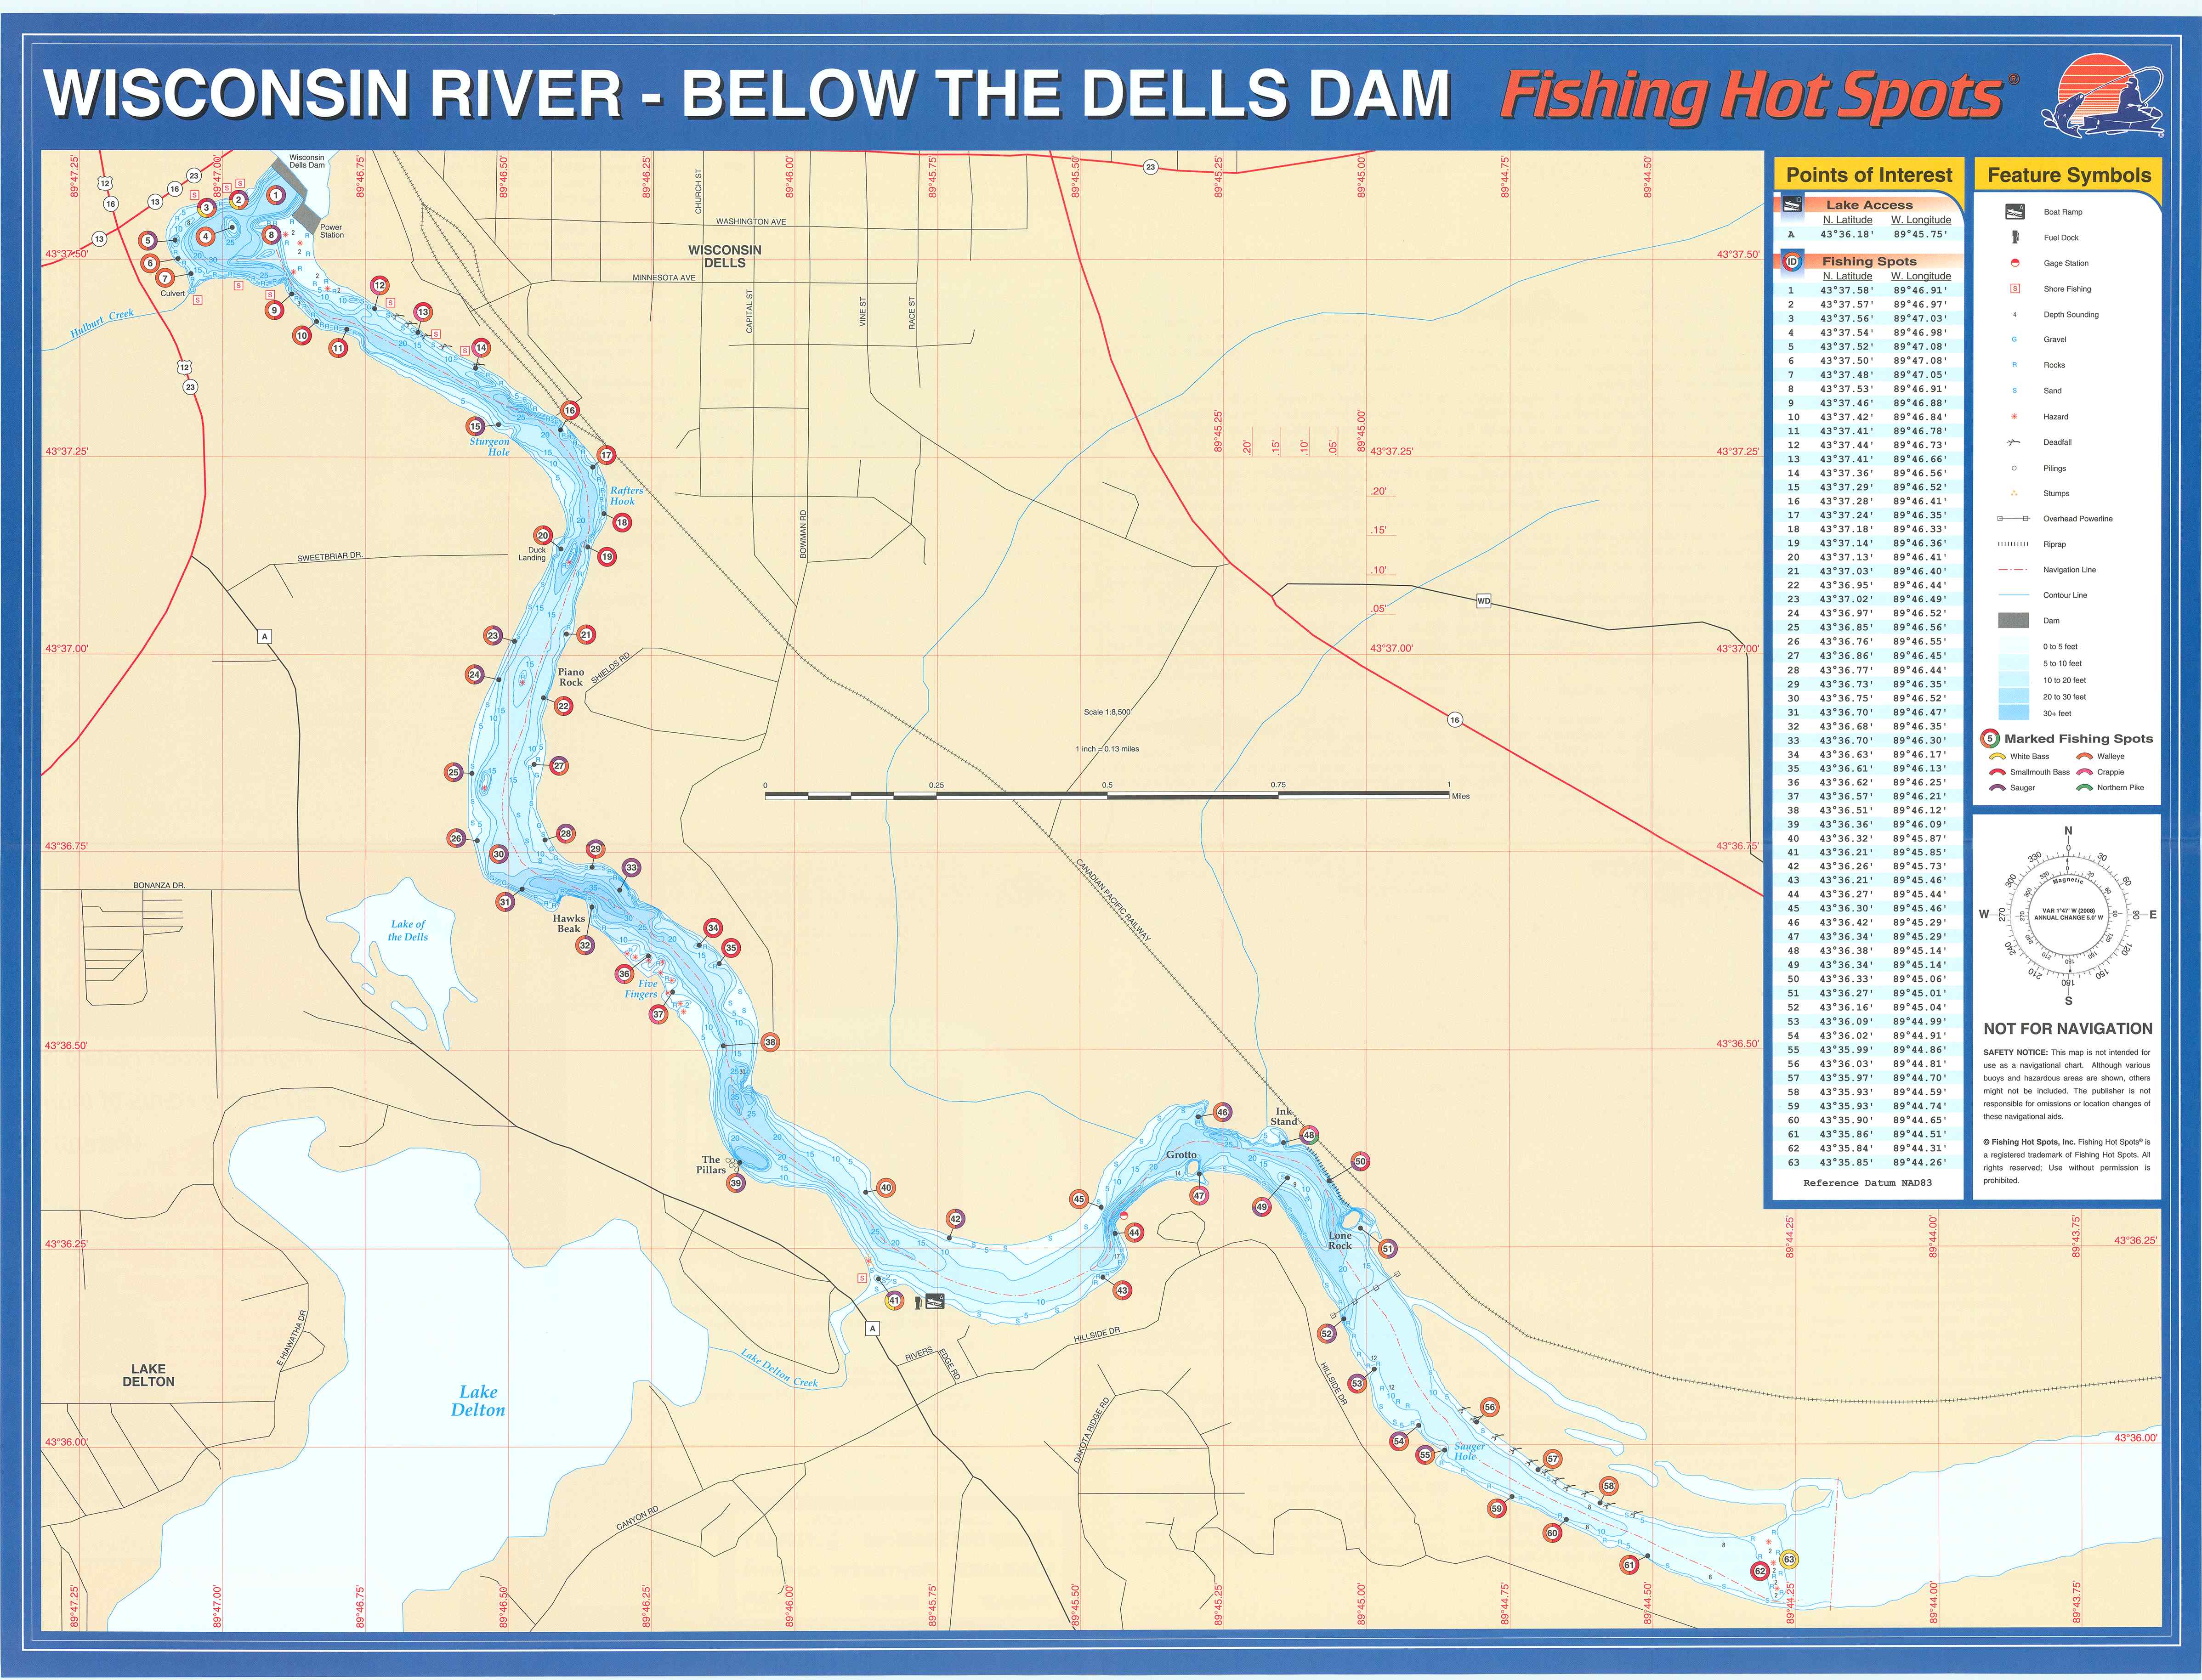 WISCONSIN RIVER - BELOW THE DELLS DAM
Fishing Hot Spots®
Points of Interest
Lake Access
N. Latitude W. Longitude
A 43°36.18' 89°45.75'
ID Fishing Spots
N. Latitude W. Longitude
1 43°37.58' 89°46.91'
2 43°37.57' 89°46.97'
3 43°37.56' 89°47.03'
4 43°37.54' 89°46.98'
5 43°37.52' 89°47.08'
6 43°37.50' 89°47.08'
7 43°37.48' 89°47.05'
8 43°37.53' 89°46.91'
9 43°37.46' 89°46.88'
10 43°37.42' 89°46.84'
11 43°37.41' 89°46.78'
12 43°37.44' 89°46.73'
13 43°37.41' 89°46.66'
14 43°37.36' 89°46.56'
15 43°37.29' 89°46.52'
16 43°37.28' 89°46.41'
17 43°37.24' 89°46.35'
18 43°37.18' 89°46.33'
19 43°37.14' 89°46.36'
20 43°37.13' 89°46.41'
21 43°37.03' 89°46.40'
22 43°36.95' 89°46.44'
23 43°37.02' 89°46.49'
24 43°36.97' 89°46.52'
25 43°36.85' 89°46.56'
26 43°36.76' 89°46.55'
27 43°36.86' 89°46.45'
28 43°36.77' 89°46.44'
29 43°36.73' 89°46.35'
30 43°36.75' 89°46.52'
31 43°36.70' 89°46.47'
32 43°36.68' 89°46.35'
33 43°36.70' 89°46.30'
34 43°36.63' 89°46.17'
35 43°36.61' 89°46.13'
36 43°36.62' 89°46.25'
37 43°36.57' 89°46.21'
38 43°36.51' 89°46.12'
39 43°36.36' 89°46.09'
40 43°36.32' 89°45.87'
41 43°36.21' 89°45.85'
42 43°36.26' 89°45.73'
43 43°36.21' 89°45.46'
44 43°36.27' 89°45.44'
45 43°36.30' 89°45.46'
46 43°36.42' 89°45.29'
47 43°36.34' 89°45.29'
48 43°36.38' 89°45.14'
49 43°36.34' 89°45.14'
50 43°36.33' 89°45.06'
51 43°36.27' 89°45.01'
52 43°36.16' 89°45.04'
53 43°36.09' 89°44.99'
54 43°36.02' 89°44.91'
55 43°35.99' 89°44.86'
56 43°36.03' 89°44.81'
57 43°35.97' 89°44.70'
58 43°35.93' 89°44.59'
59 43°35.93' 89°44.74'
60 43°35.90' 89°44.65'
61 43°35.86' 89°44.51'
62 43°35.84' 89°44.31'
63 43°35.85' 89°44.26'
Reference Datum NAD83
Feature Symbols
Boat Ramp
Fuel Dock
Gage Station
S Shore Fishing
4 Depth Sounding
G Gravel
R Rocks
S Sand
Hazard
Deadfall
Pilings
Stumps
Overhead Powerline
Riprap
Navigation Line
Contour Line
Dam
0 to 5 feet
5 to 10 feet
10 to 20 feet
20 to 30 feet
30+ feet
5 Marked Fishing Spots
White Bass Walleye
Smallmouth Bass Crappie
Sauger Northern Pike
Magnetic
VAR 1°47' W (2008)
ANNUAL CHANGE 5.0' W
N
W
E
S
NOT FOR NAVIGATION
SAFETY NOTICE: This map is not intended for
use as a navigational chart. Although various
buoys and hazardous areas are shown, others
might not be included. The publisher is not
responsible for omissions or location changes of
these navigational aids.
© Fishing Hot Spots, Inc. Fishing Hot Spots® is
a registered trademark of Fishing Hot Spots. All
rights reserved; Use without permission is
prohibited.
Wisconsin
Dells Dam
Power
Station
Culvert
Hulburt Creek
CHURCH ST
WASHINGTON AVE
WISCONSIN
DELLS
MINNESOTA AVE
CAPITAL ST
VINE ST
RACE ST
BOWMAN RD
Sturgeon
Hole
Rafters
Hook
Duck
Landing
SWEETBRIAR DR.
Piano
Rock
SHIELDS RD
Scale 1:8,500
1 inch = 0.13 miles
0 0.25 0.5 0.75 1
Miles
CANADIAN PACIFIC RAILWAY
BONANZA DR.
Lake of
the Dells
Hawks
Beak
Five
Fingers
The
Pillars
Grotto
Ink
Stand
Lone
Rock
LAKE
DELTON
E HIAWATHA DR
Lake
Delton
Lake Delton Creek
RIVERS
EDGE RD
HILLSIDE DR
HILLSIDE DR
DAKOTA RIDGE RD
CANYON RD
Sauger
Hole